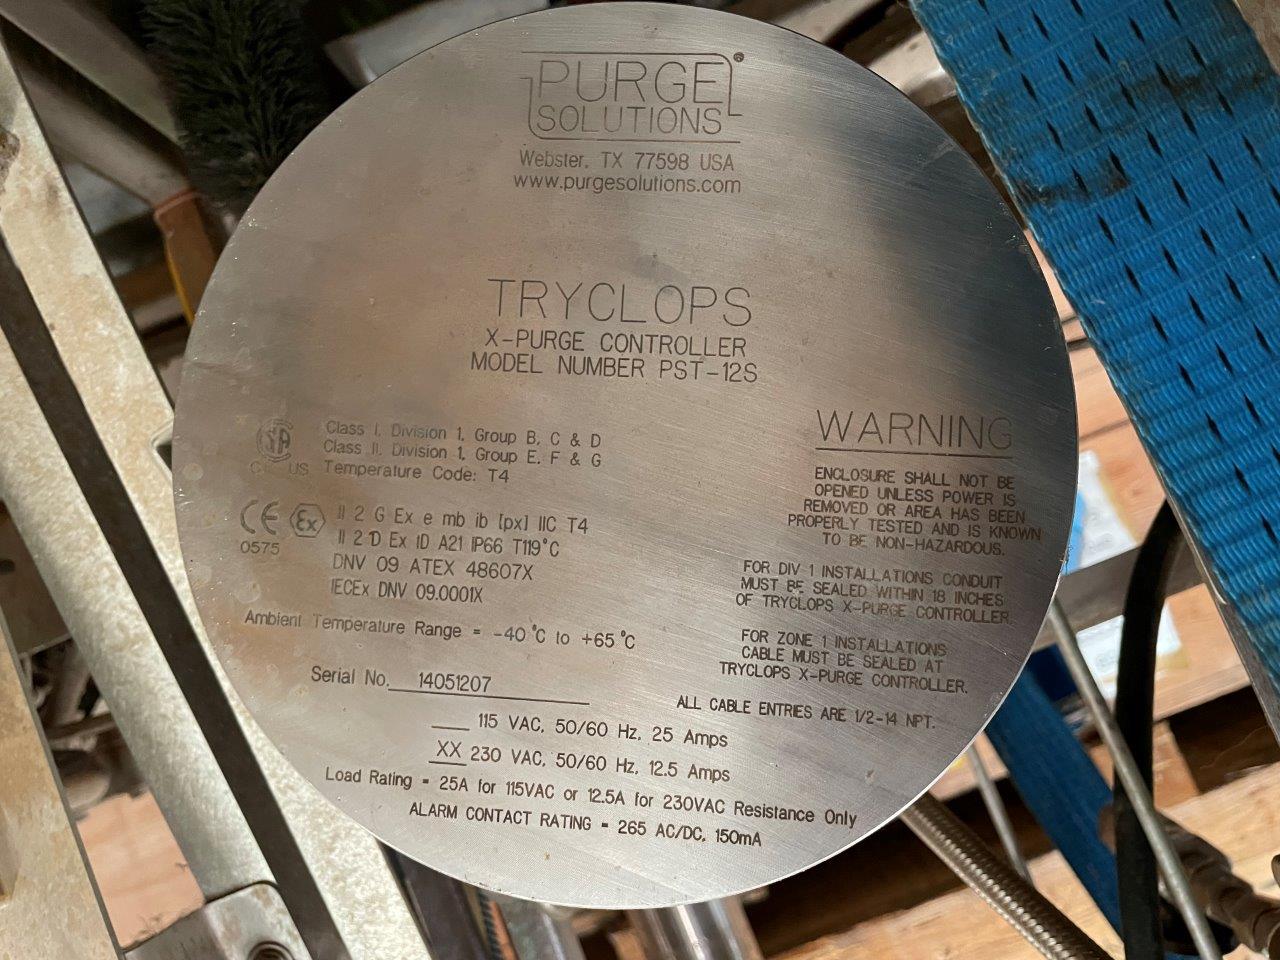 PURGE
SOLUTIONS
Webster, TX 77598 USA
www.purgesolutions.com
TRYCLOPS
X-PURGE CONTROLLER
MODEL NUMBER PST-12S
Class I, Division 1, Group B, C & D
Class II, Division 1, Group E, F & G
Temperature Code: T4
C US
CE Ex
0575
II 2 G Ex e mb ib [px] IIC T4
II 2 D Ex tD A21 IP66 T119°C
DNV 09 ATEX 48607X
IECEx DNV 09.0001X
Ambient Temperature Range = -40°C to +65°C
Serial No. 14051207
___ 115 VAC, 50/60 Hz, 25 Amps
XX 230 VAC, 50/60 Hz, 12.5 Amps
Load Rating = 25A for 115VAC or 12.5A for 230VAC Resistance Only
ALARM CONTACT RATING = 265 AC/DC, 150mA
WARNING
ENCLOSURE SHALL NOT BE
OPENED UNLESS POWER IS
REMOVED OR AREA HAS BEEN
PROPERLY TESTED AND IS KNOWN
TO BE NON-HAZARDOUS.
FOR DIV 1 INSTALLATIONS CONDUIT
MUST BE SEALED WITHIN 18 INCHES
OF TRYCLOPS X-PURGE CONTROLLER.
FOR ZONE 1 INSTALLATIONS
CABLE MUST BE SEALED AT
TRYCLOPS X-PURGE CONTROLLER.
ALL CABLE ENTRIES ARE 1/2-14 NPT.